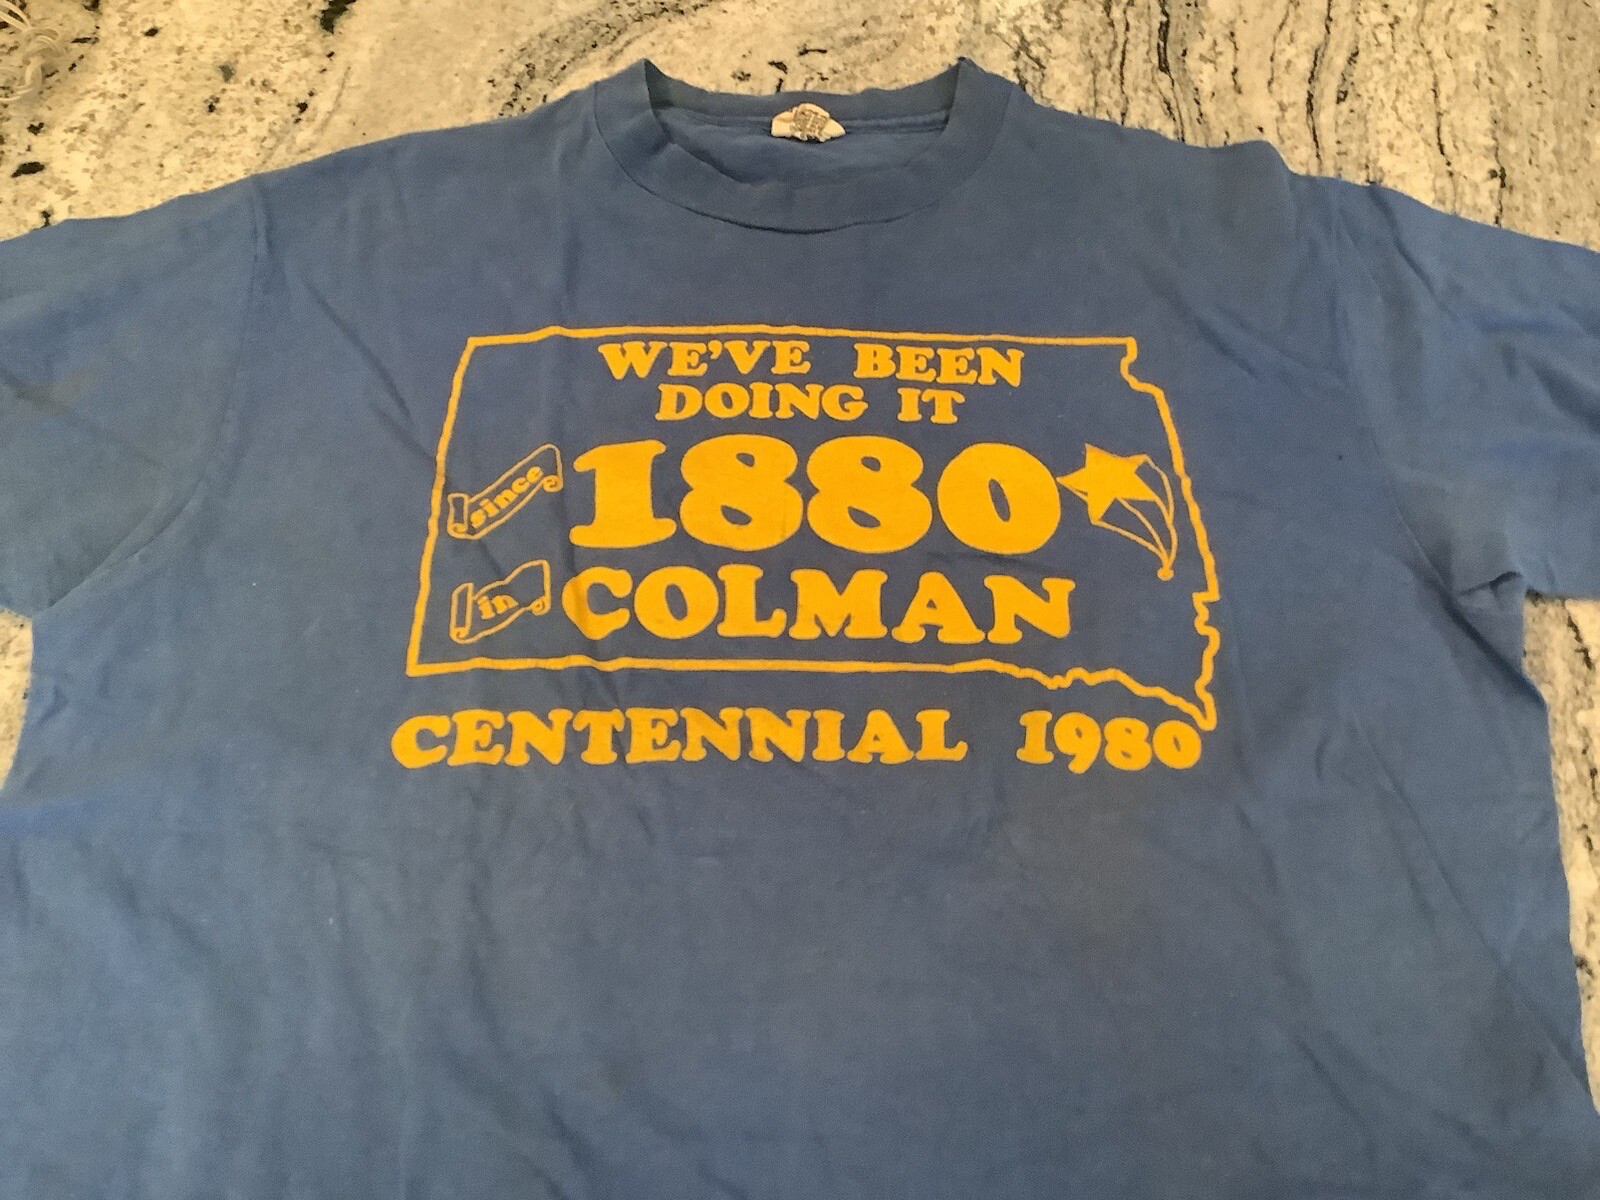 WE'VE BEEN
DOING IT
since 1880
in COLMAN
CENTENNIAL 1980